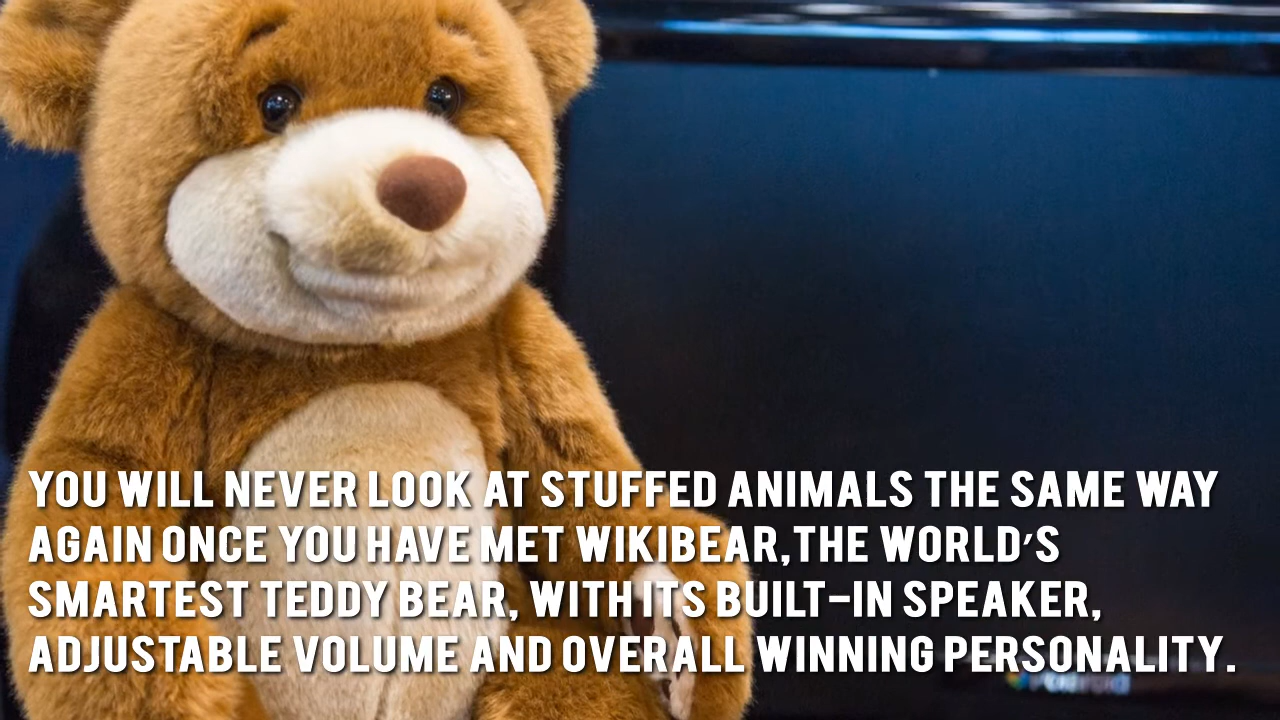 YOU WILL NEVER LOOK AT STUFFED ANIMALS THE SAME WAY
AGAIN ONCE YOU HAVE MET WIKIBEAR,THE WORLD'S
SMARTEST TEDDY BEAR, WITH ITS BUILT-IN SPEAKER,
ADJUSTABLE VOLUME AND OVERALL WINNING PERSONALITY.
Polaroid